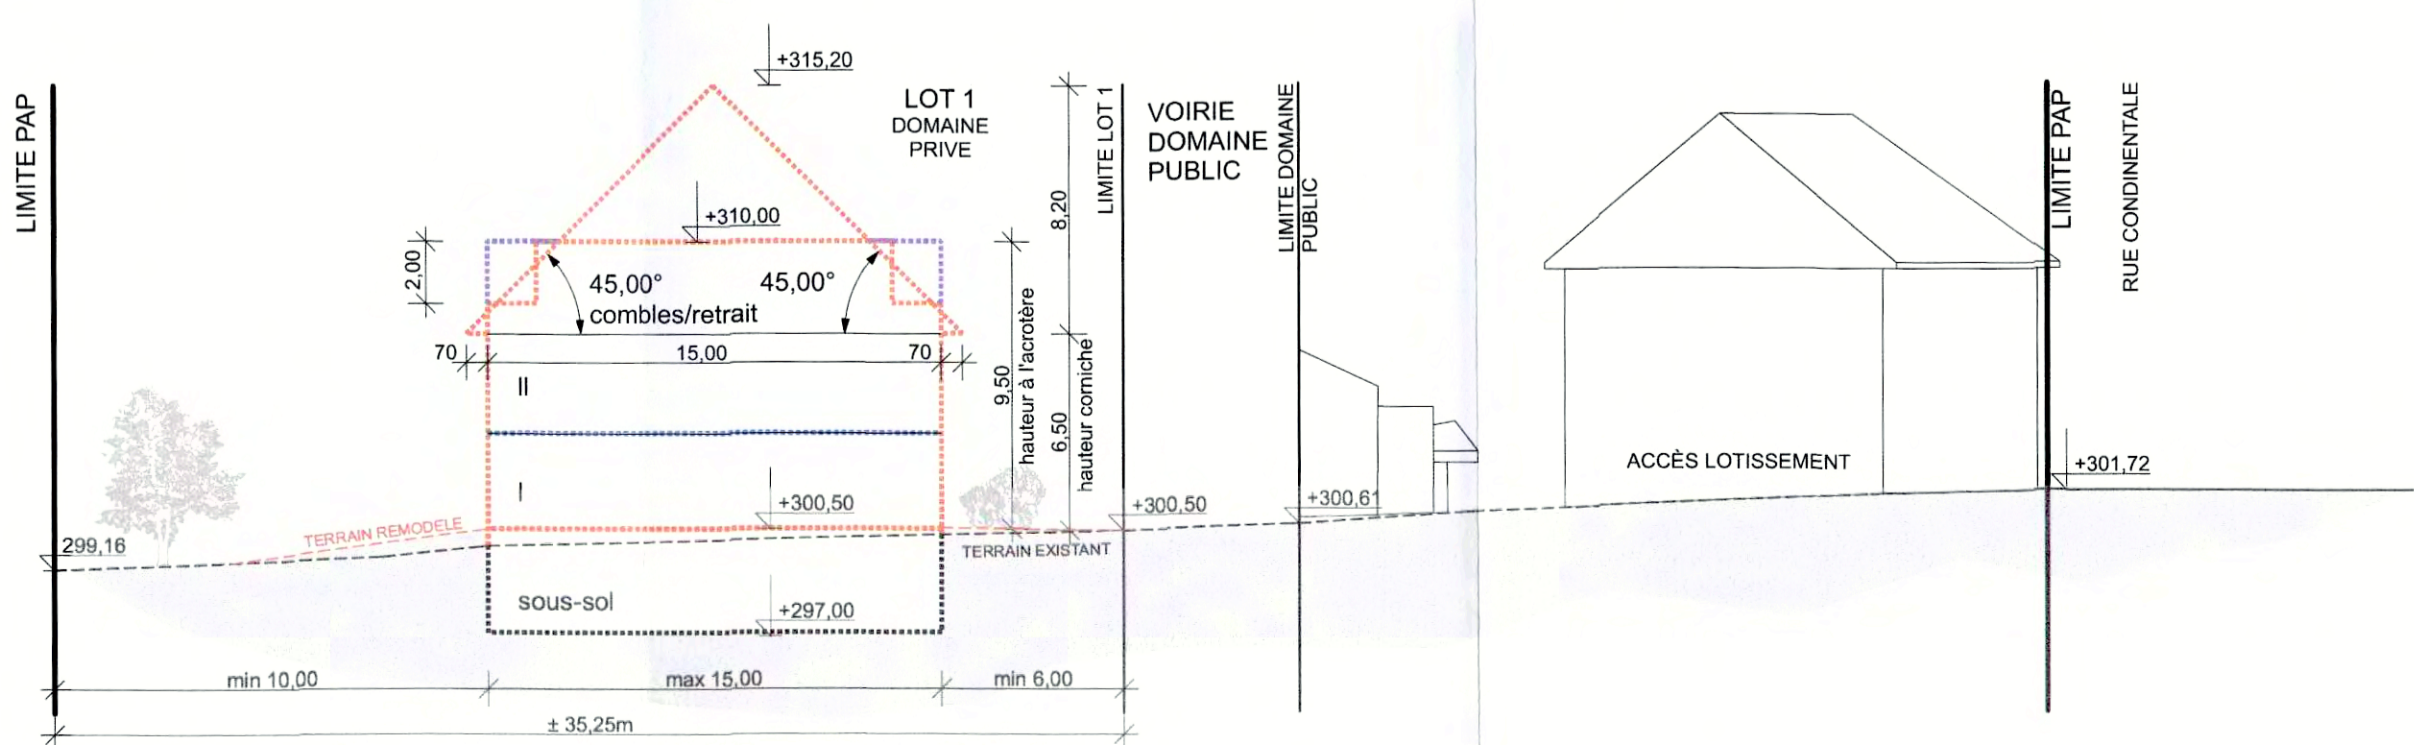 LIMITE PAP
+315,20
LOT 1
DOMAINE
PRIVE
+310,00
2,00
45,00°
45,00°
combles/retrait
70
15,00
70
II
I
9,50
hauteur à l'acrotère
8,20
6,50
hauteur corniche
LIMITE LOT 1
VOIRIE
DOMAINE
PUBLIC
LIMITE DOMAINE
PUBLIC
LIMITE PAP
RUE CONDINENTALE
ACCÈS LOTISSEMENT
+301,72
+300,50
+300,50
+300,61
TERRAIN REMODELE
299,16
TERRAIN EXISTANT
sous-sol
+297,00
min 10,00
max 15,00
min 6,00
± 35,25m